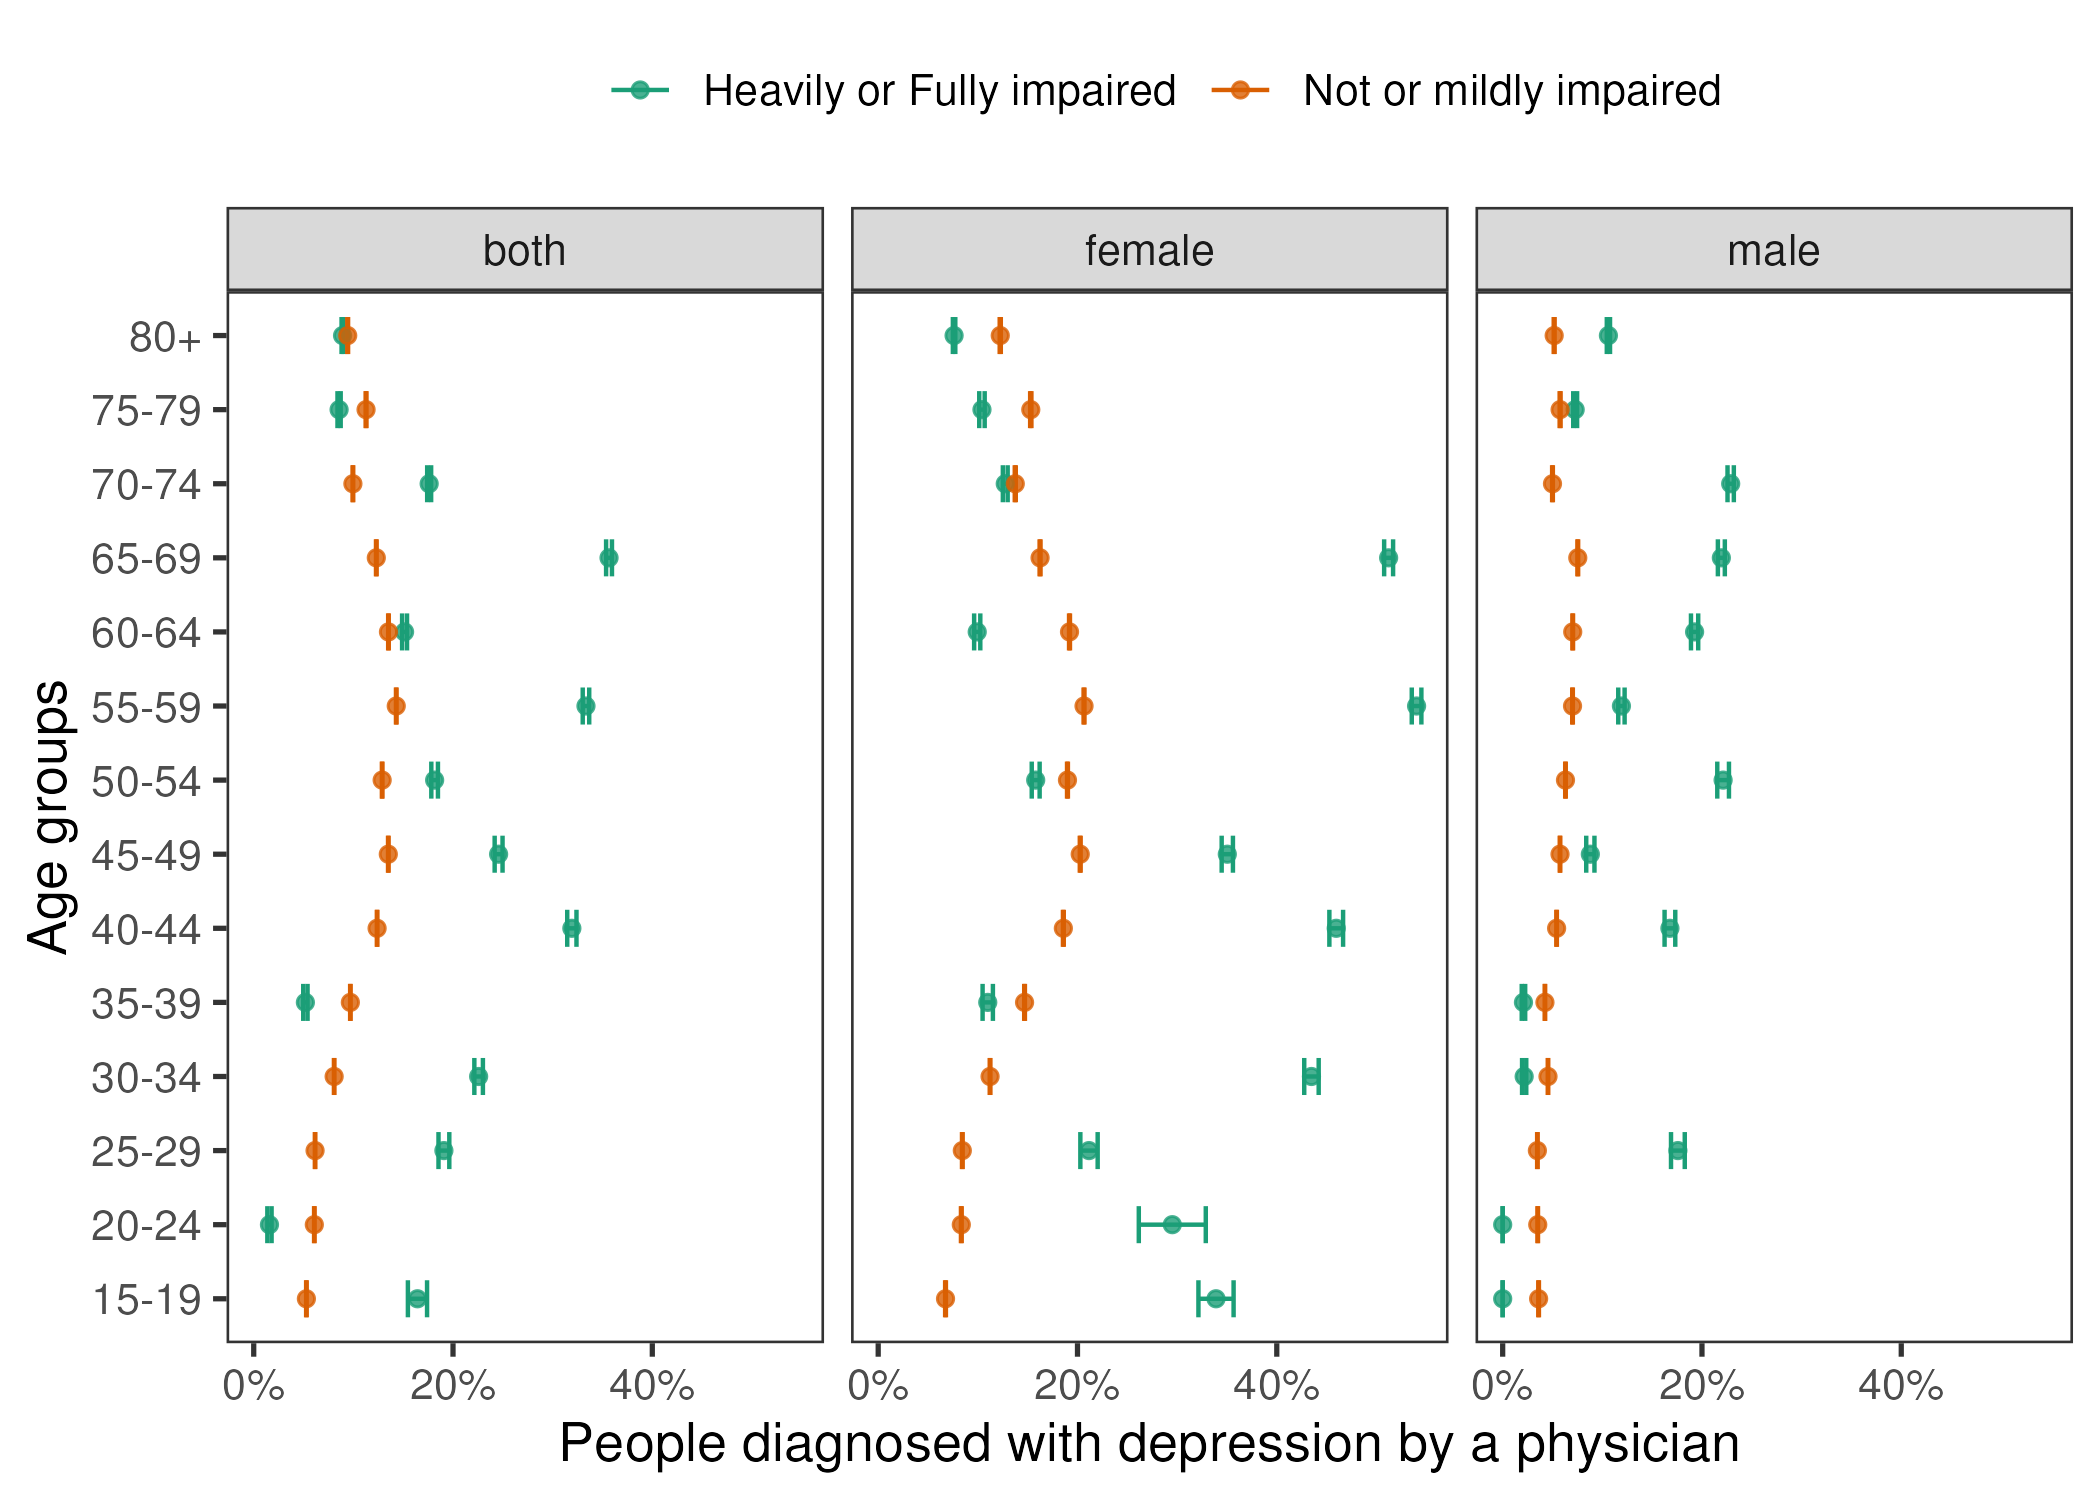 Heavily or Fully impaired Not or mildly impaired
both female male
80+
75-79
70-74
65-69
60-64
55-59
50-54
45-49
40-44
35-39
30-34
25-29
20-24
15-19
Age groups
0% 20% 40% 0% 20% 40% 0% 20% 40%
People diagnosed with depression by a physician